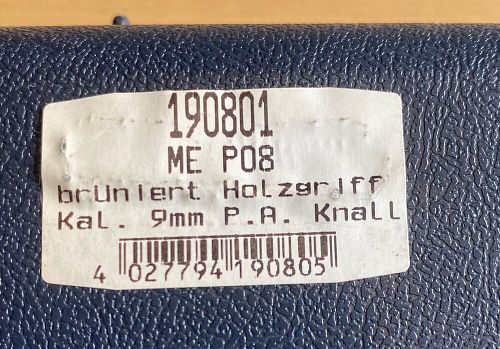 190801
ME P08
brüniert Holzgriff
Kal. 9mm P.A. Knall
4 027794 190805